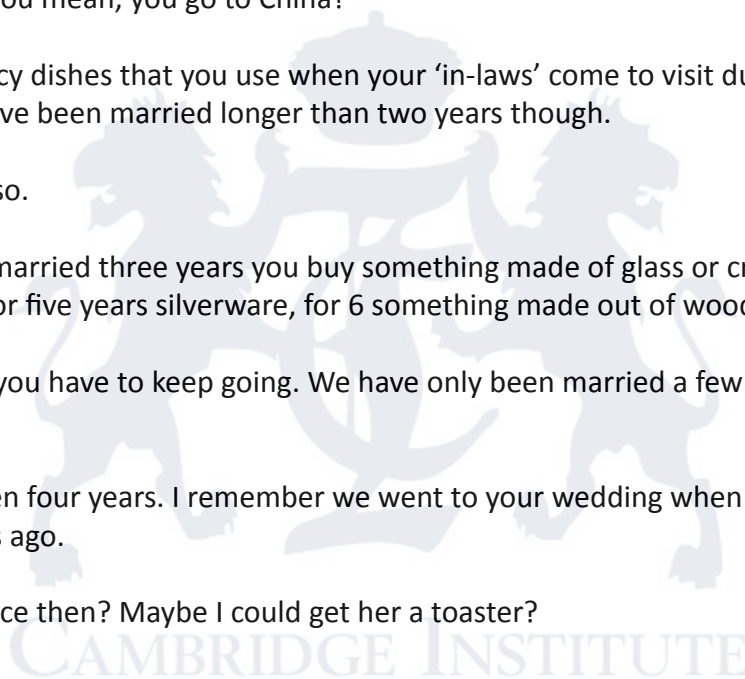 ou mean, you go to China?
cy dishes that you use when your ‘in-laws’ come to visit du
ve been married longer than two years though.
so.
married three years you buy something made of glass or cr
or five years silverware, for 6 something made out of wood
you have to keep going. We have only been married a few
en four years. I remember we went to your wedding when
s ago.
ce then? Maybe I could get her a toaster?
CAMBRIDGE INSTITUTE